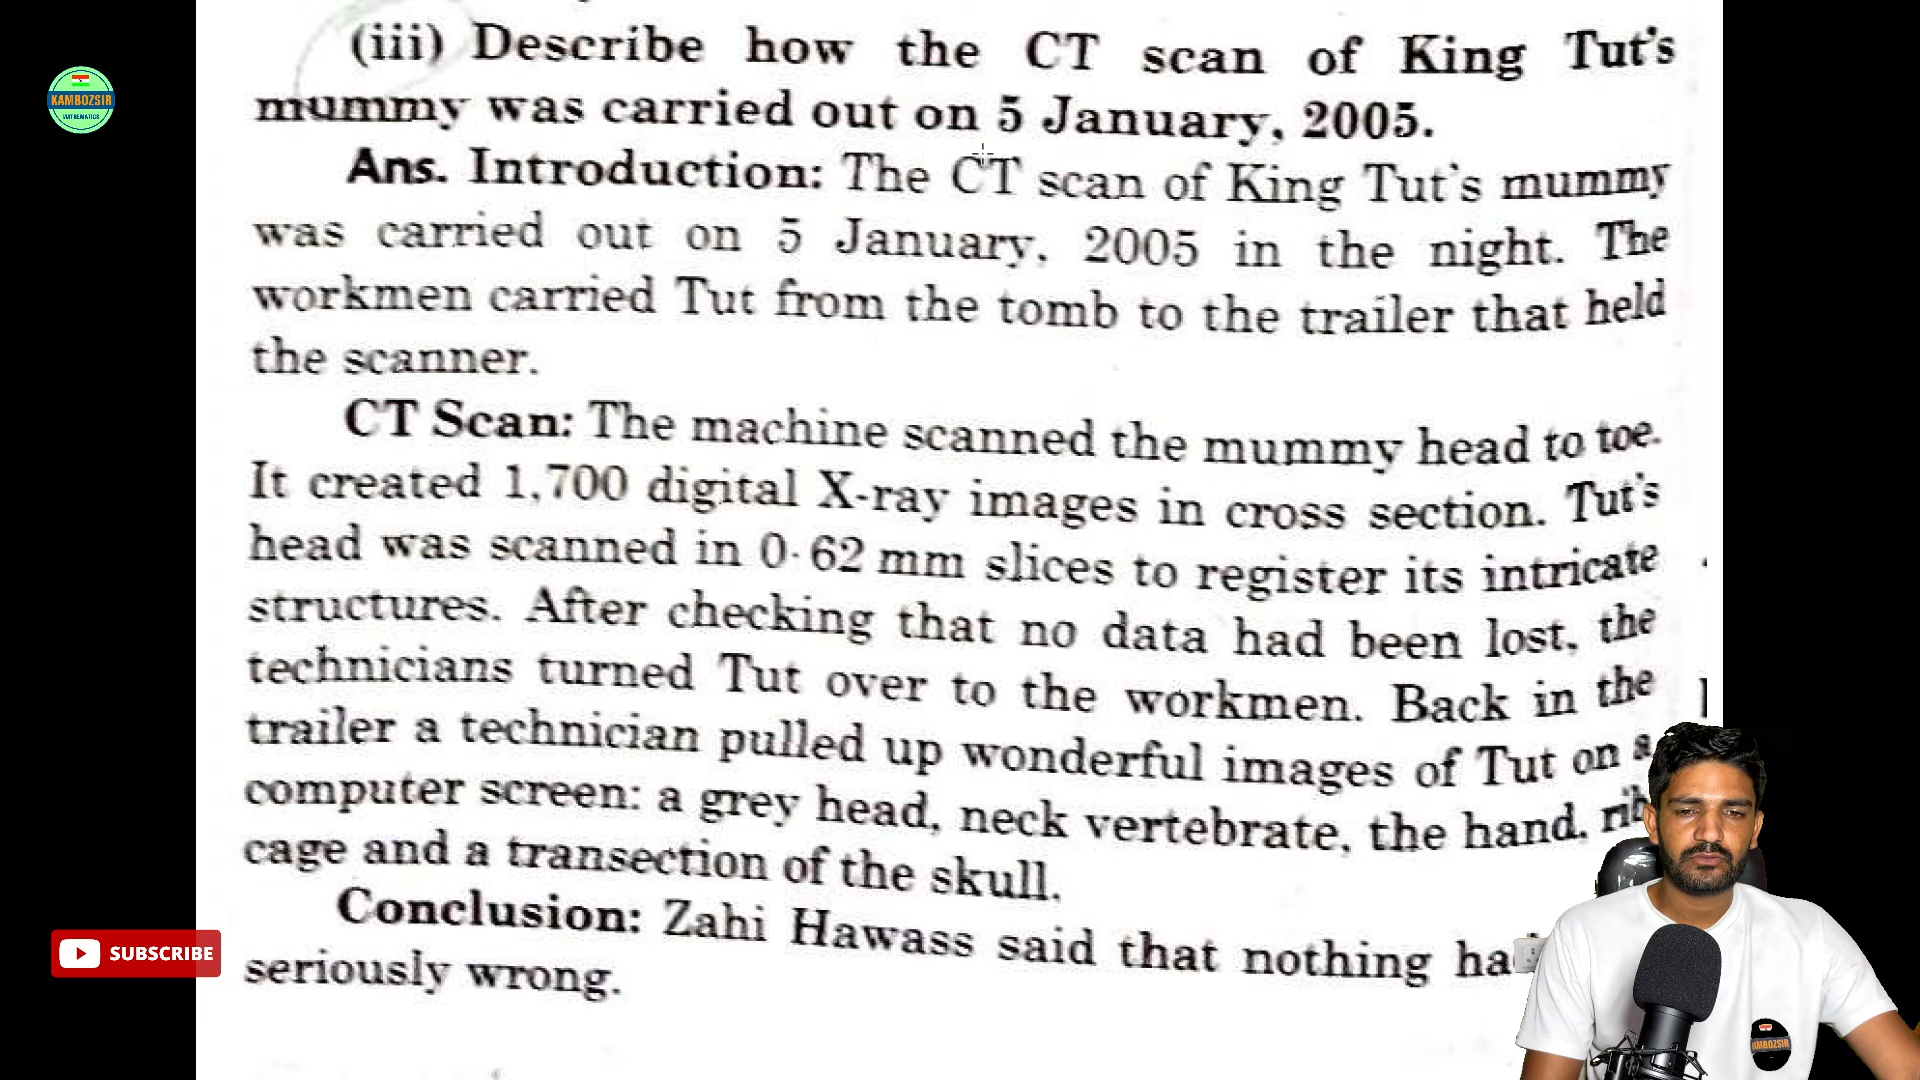 (iii) Describe how the CT scan of King Tut's
mummy was carried out on 5 January, 2005.
Ans. Introduction: The CT scan of King Tut's mummy
was carried out on 5 January, 2005 in the night. The
workmen carried Tut from the tomb to the trailer that held
the scanner.
CT Scan: The machine scanned the mummy head to toe.
It created 1,700 digital X-ray images in cross section. Tut's
head was scanned in 0·62 mm slices to register its intricate
structures. After checking that no data had been lost, the
technicians turned Tut over to the workmen. Back in the
trailer a technician pulled up wonderful images of Tut on a
computer screen: a grey head, neck vertebrate, the hand, rib
cage and a transection of the skull.
Conclusion: Zahi Hawass said that nothing
seriously wrong.
KAMBOZSIR
MATHEMATICS
SUBSCRIBE